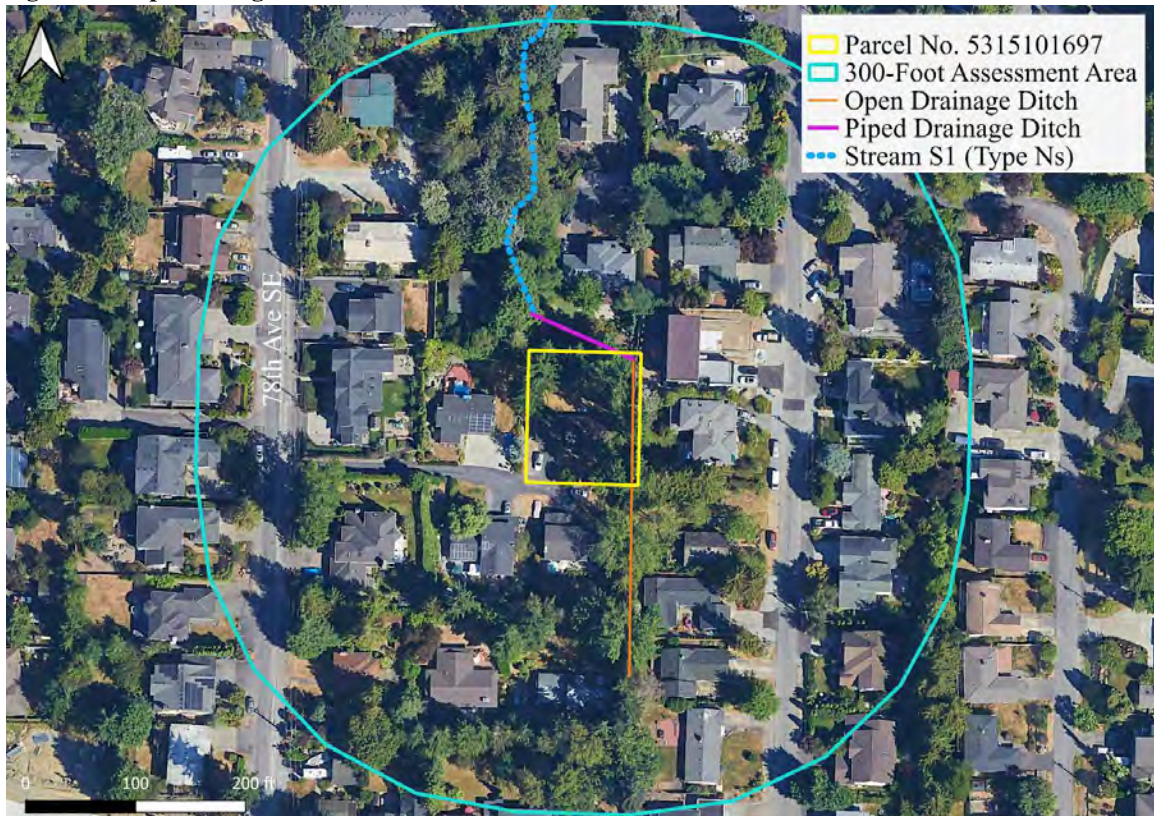 Parcel No. 5315101697
300-Foot Assessment Area
Open Drainage Ditch
Piped Drainage Ditch
Stream S1 (Type Ns)
78th Ave SE
0 100 200 ft